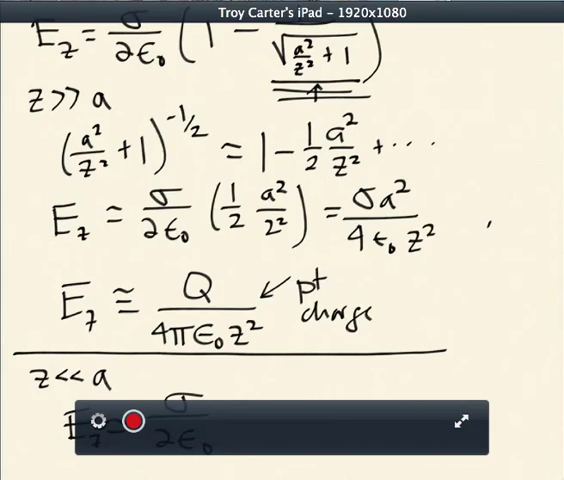 Troy Carter's iPad – 1920x1080
E_z = σ/2ε₀ (1 − 1/√(a²/z² + 1))
z >> a
(a²/z² + 1)^(-1/2) = 1 − 1/2 a²/z² + ···
E_z ≅ σ/2ε₀ (1/2 a²/z²) = σa²/4ε₀z²
E_z ≅ Q/4πε₀z² ↙ pt charge
z << a
E_z = σ/2ε₀